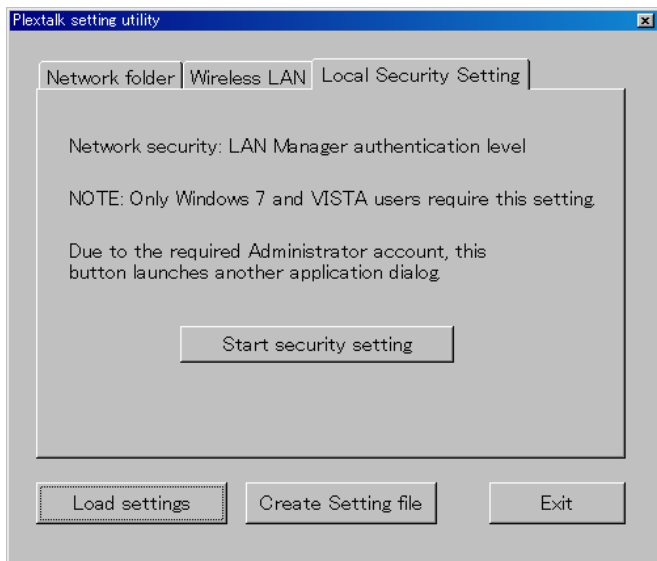 Plextalk setting utility
Network folder
Wireless LAN
Local Security Setting
Network security: LAN Manager authentication level
NOTE: Only Windows 7 and VISTA users require this setting.
Due to the required Administrator account, this
button launches another application dialog.
Start security setting
Load settings
Create Setting file
Exit